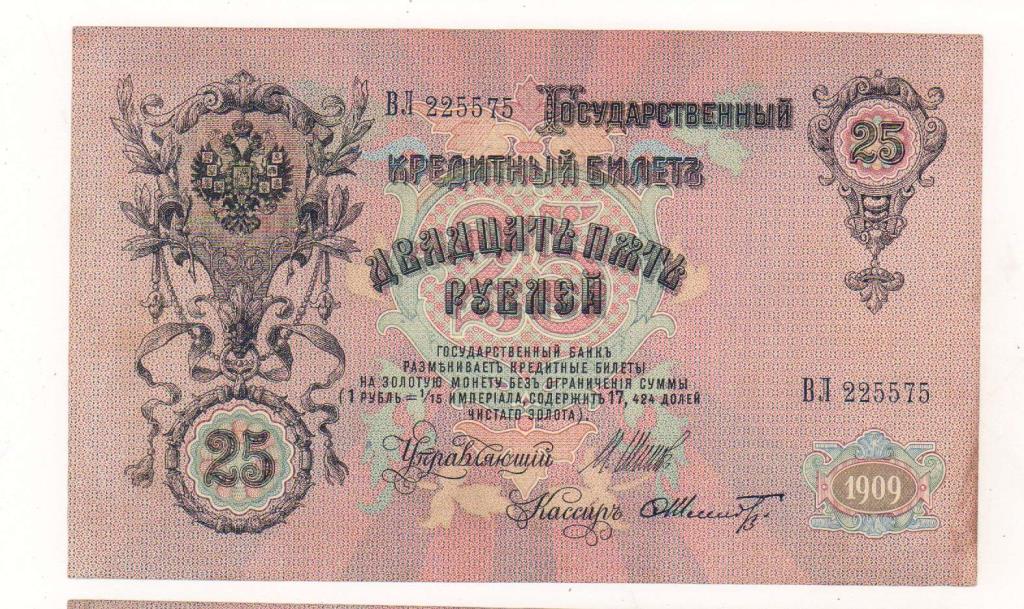 ВЛ 225575
Государственный
кредитный билетъ
25
двадцать пять
рублей
25
ГОСУДАРСТВЕННЫЙ БАНКЪ
РАЗМѢНИВАЕТЪ КРЕДИТНЫЕ БИЛЕТЫ
НА ЗОЛОТУЮ МОНЕТУ БЕЗЪ ОГРАНИЧЕНІЯ СУММЫ
(1 РУБЛЬ = 1/15 ИМПЕРІАЛА, СОДЕРЖИТЪ 17, 424 ДОЛЕЙ
ЧИСТАГО ЗОЛОТА).
ВЛ 225575
25
Управляющій
Кассиръ
1909